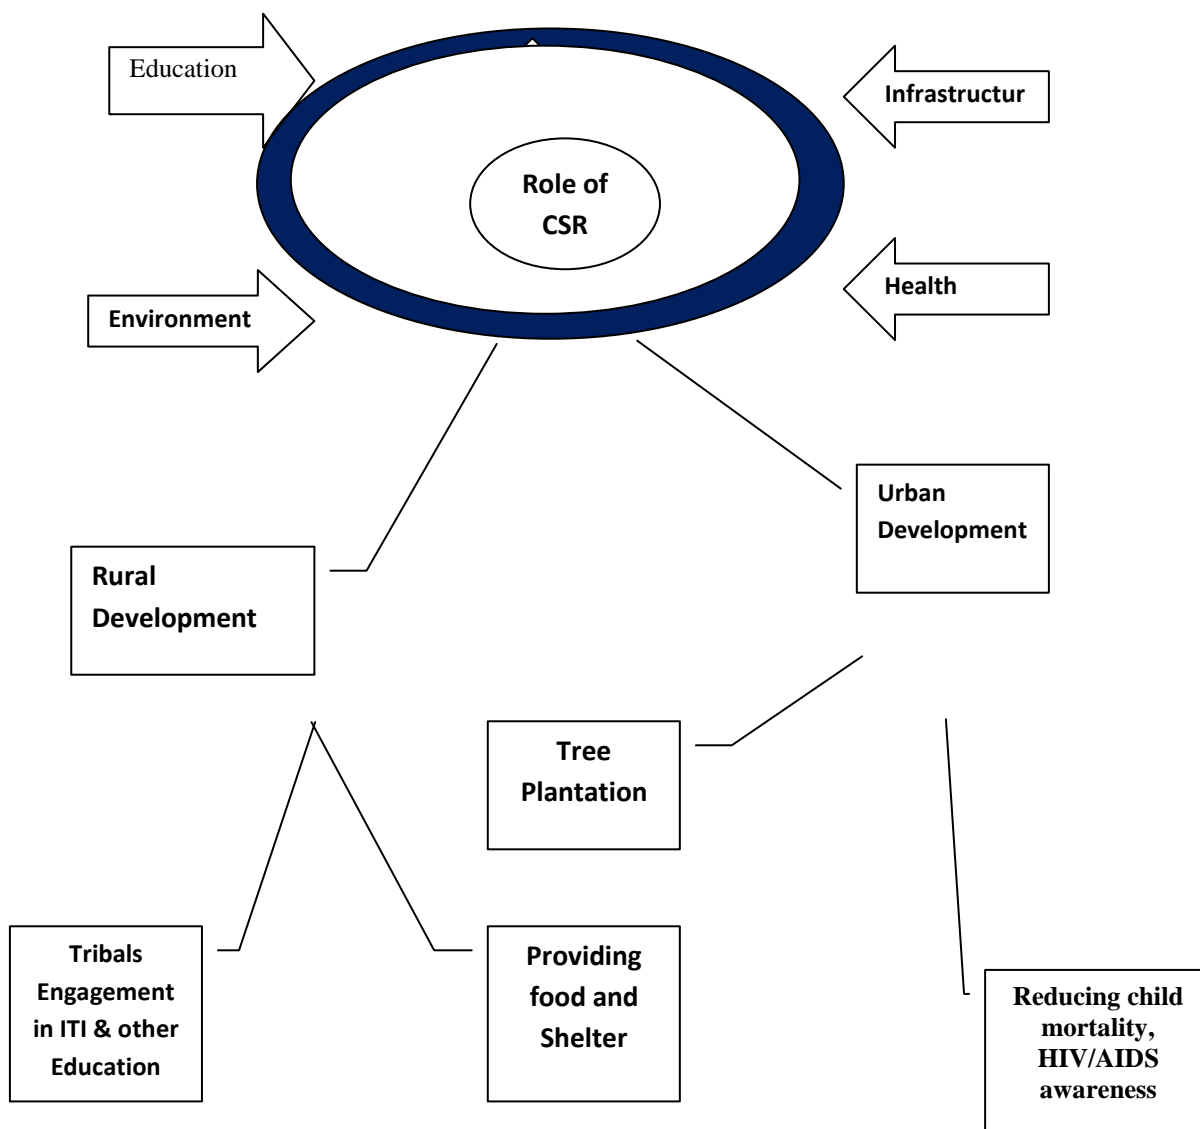 Education
Infrastructur
Role of
CSR
Health
Environment
Urban
Development
Rural
Development
Tree
Plantation
Tribals
Engagement
in ITI & other
Education
Providing
food and
Shelter
Reducing child
mortality,
HIV/AIDS
awareness